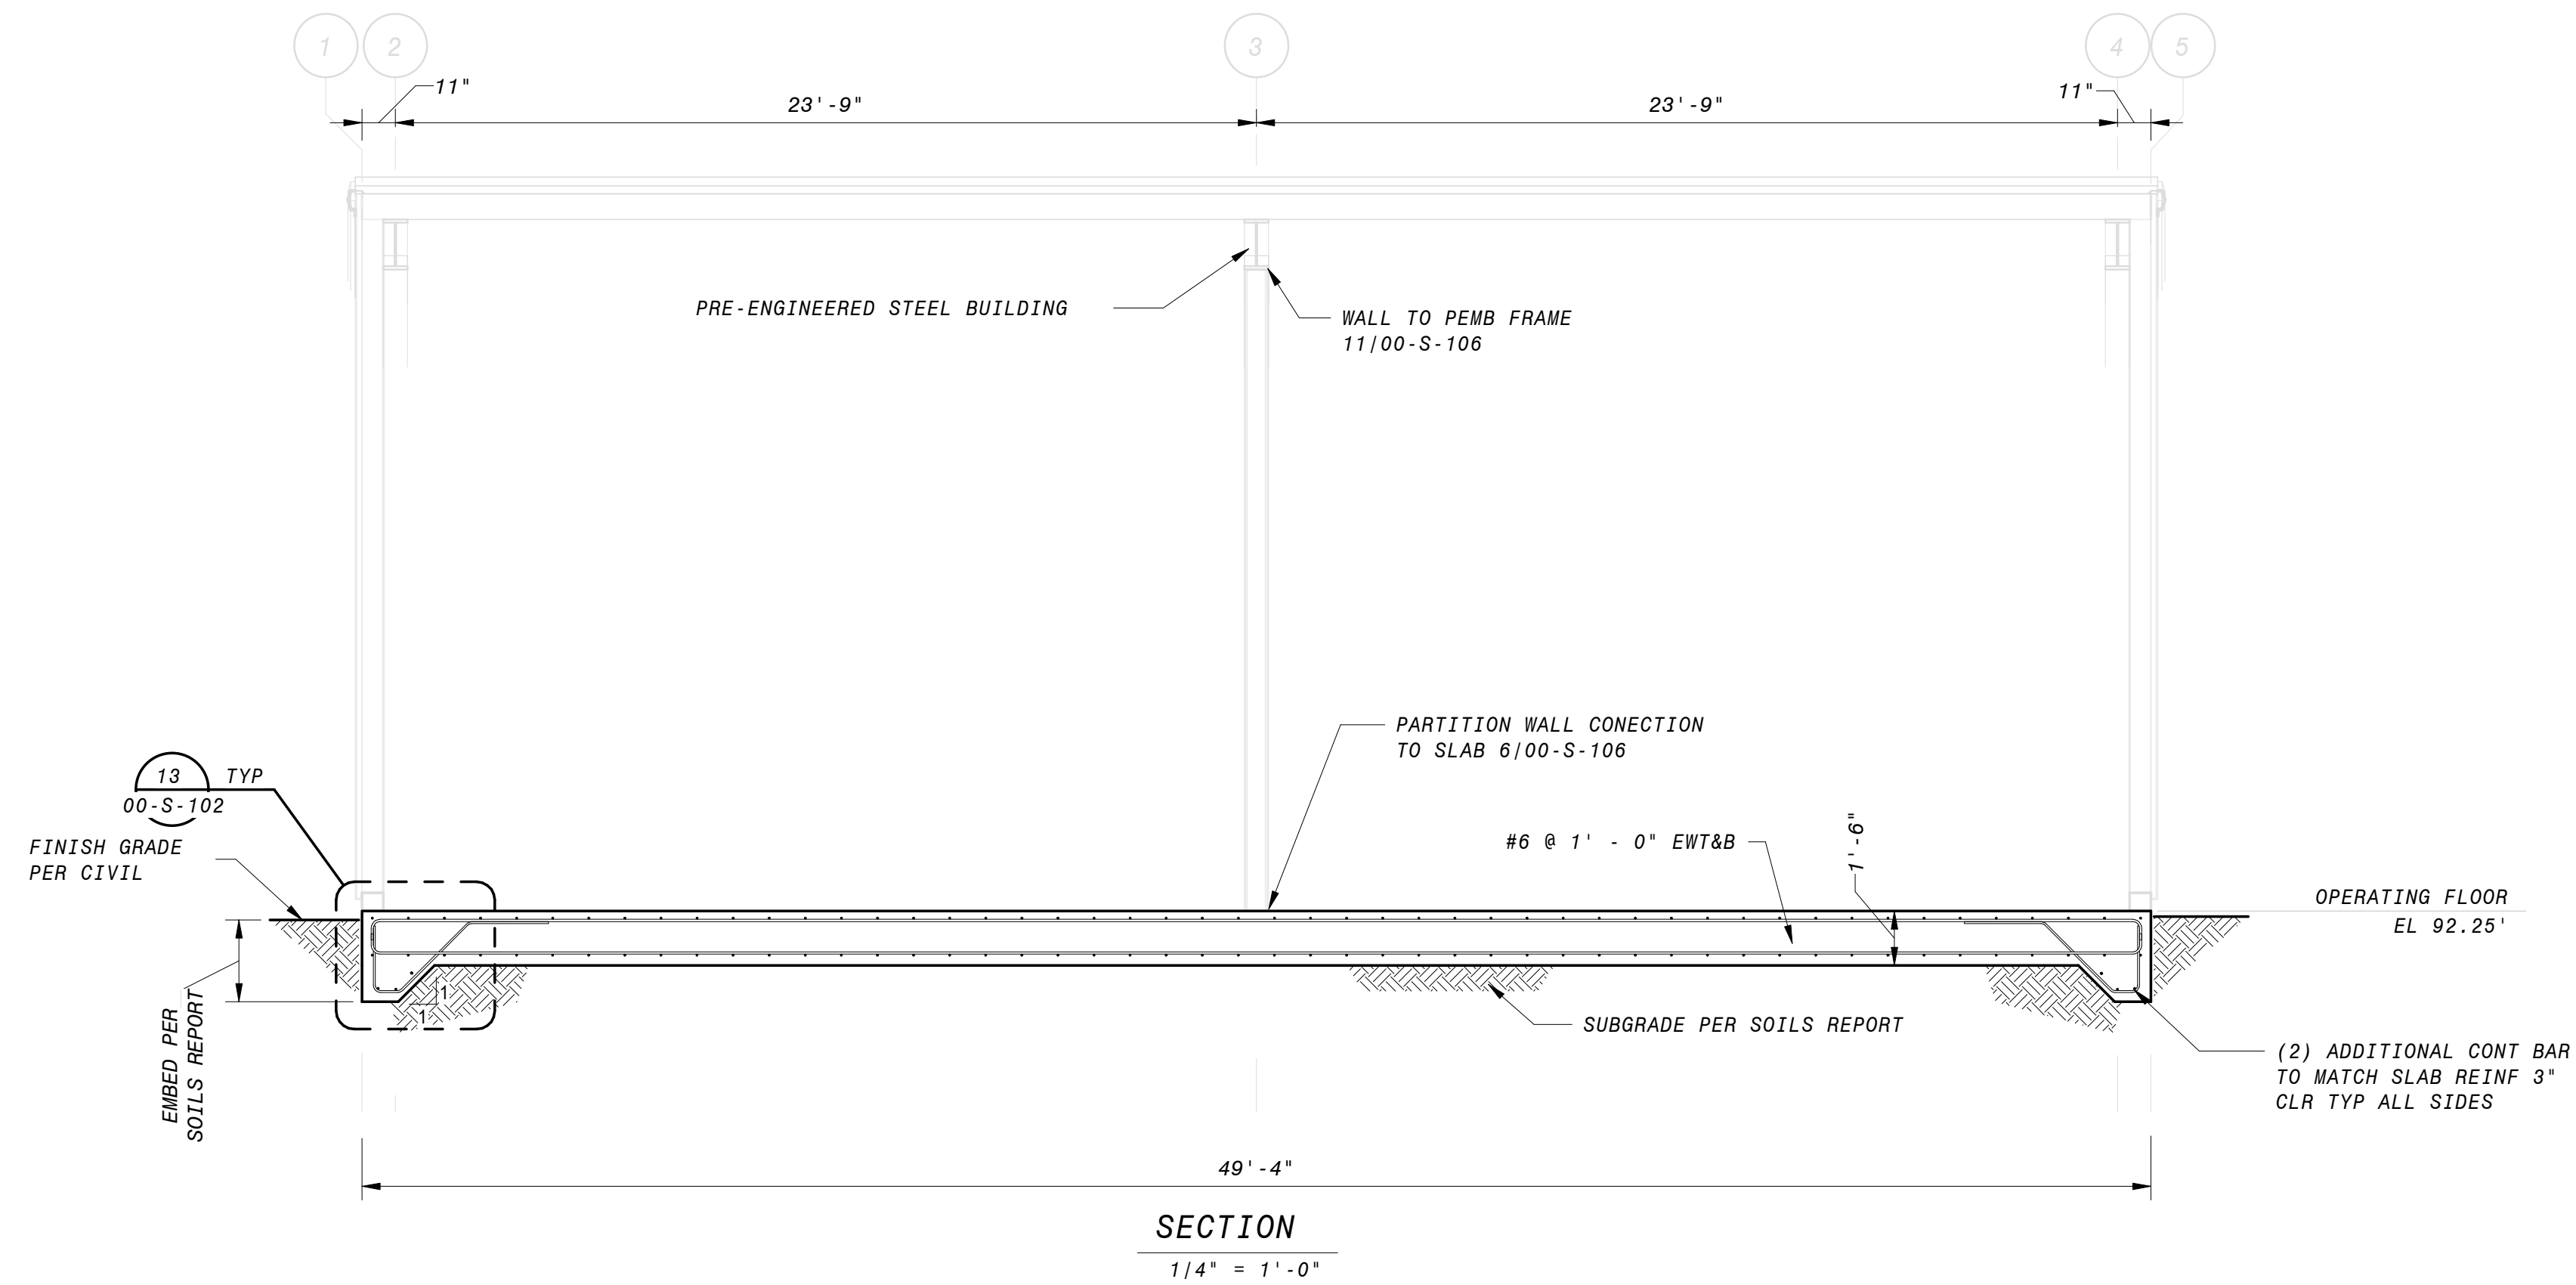 1
2
3
4
5
11"
23'-9"
23'-9"
11"
PRE-ENGINEERED STEEL BUILDING
WALL TO PEMB FRAME
11/00-S-106
PARTITION WALL CONECTION
TO SLAB 6/00-S-106
13
TYP
00-S-102
FINISH GRADE
PER CIVIL
#6 @ 1' - 0" EWT&B
1'-6"
OPERATING FLOOR
EL 92.25'
EMBED PER
SOILS REPORT
1
1
SUBGRADE PER SOILS REPORT
(2) ADDITIONAL CONT BAR
TO MATCH SLAB REINF 3"
CLR TYP ALL SIDES
49'-4"
SECTION
1/4" = 1'-0"